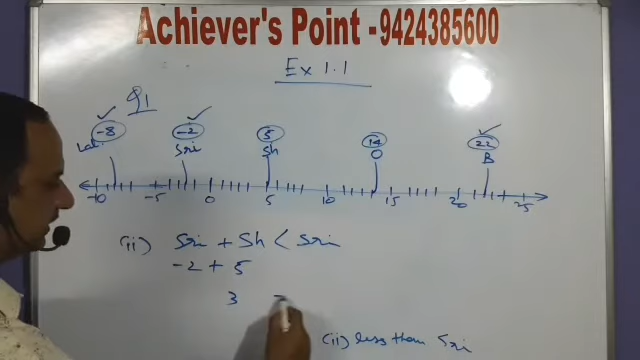 Achiever's Point -9424385600
Ex 1.1
Q1
-8 -2 5 14 22
Sri Sh O B
-10 -5 0 5 10 15 20 25
(ii) Sri + Sh < Sri
-2 + 5
3
(ii) less than Sri